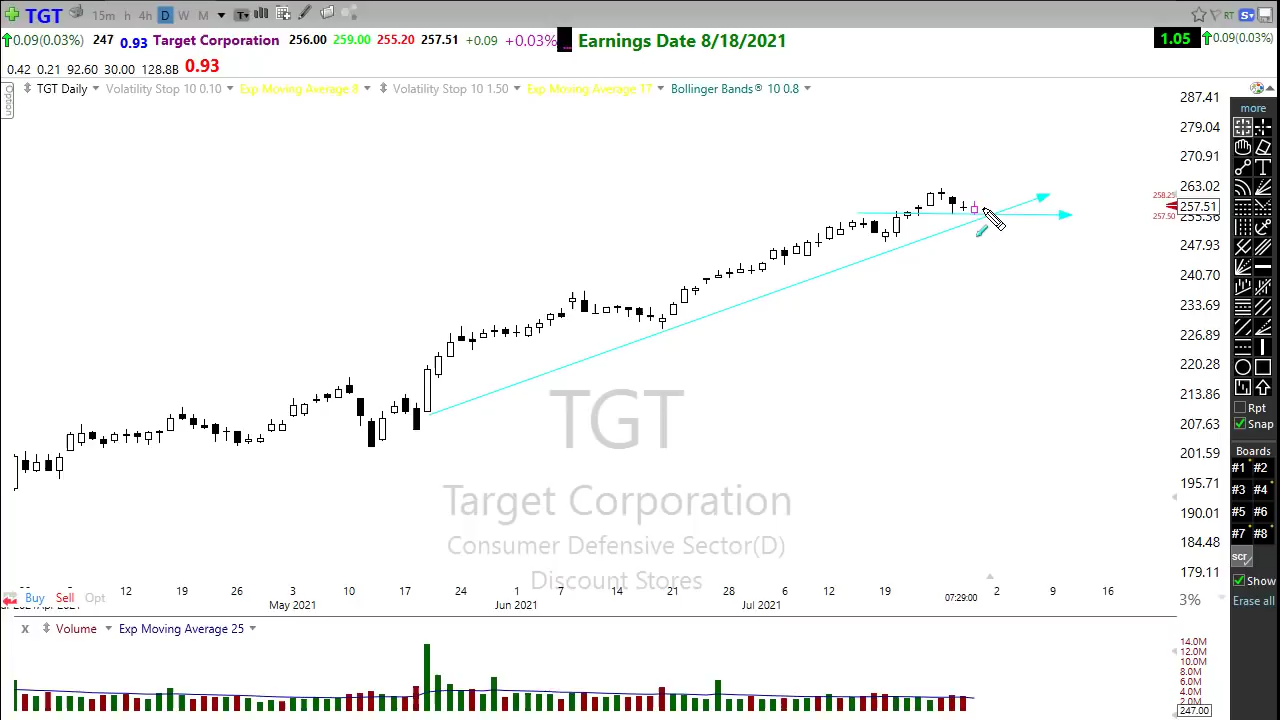 TGT 15m h 4h D W M T RT S
0.09(0.03%) 247 0.93 Target Corporation 256.00 259.00 255.20 257.51 +0.09 +0.03% Earnings Date 8/18/2021 1.05 0.09(0.03%)
0.42 0.21 92.60 30.00 128.8B 0.93
Option
TGT Daily Volatility Stop 10 0.10 Exp Moving Average 8 Volatility Stop 10 1.50 Exp Moving Average 17 Bollinger Bands® 10 0.8
287.41
279.04
270.91
263.02
258.25
257.51
257.50
255.36
247.93
240.70
233.69
226.89
220.28
213.86
207.63
201.59
195.71
190.01
184.48
179.11
3%
more
Rpt
Snap
Boards
#1 #2
#3 #4
#5 #6
#7 #8
scr
Show
Erase all
TGT
Target Corporation
Consumer Defensive Sector(D)
Discount Stores
12 19 26 3 10 17 24 1 7 14 21 28 6 12 19 07:29:00 2 9 16
Buy Sell Opt
May 2021 Jun 2021 Jul 2021
x Volume Exp Moving Average 25
14.0M
12.0M
10.0M
8.0M
6.0M
4.0M
247.00